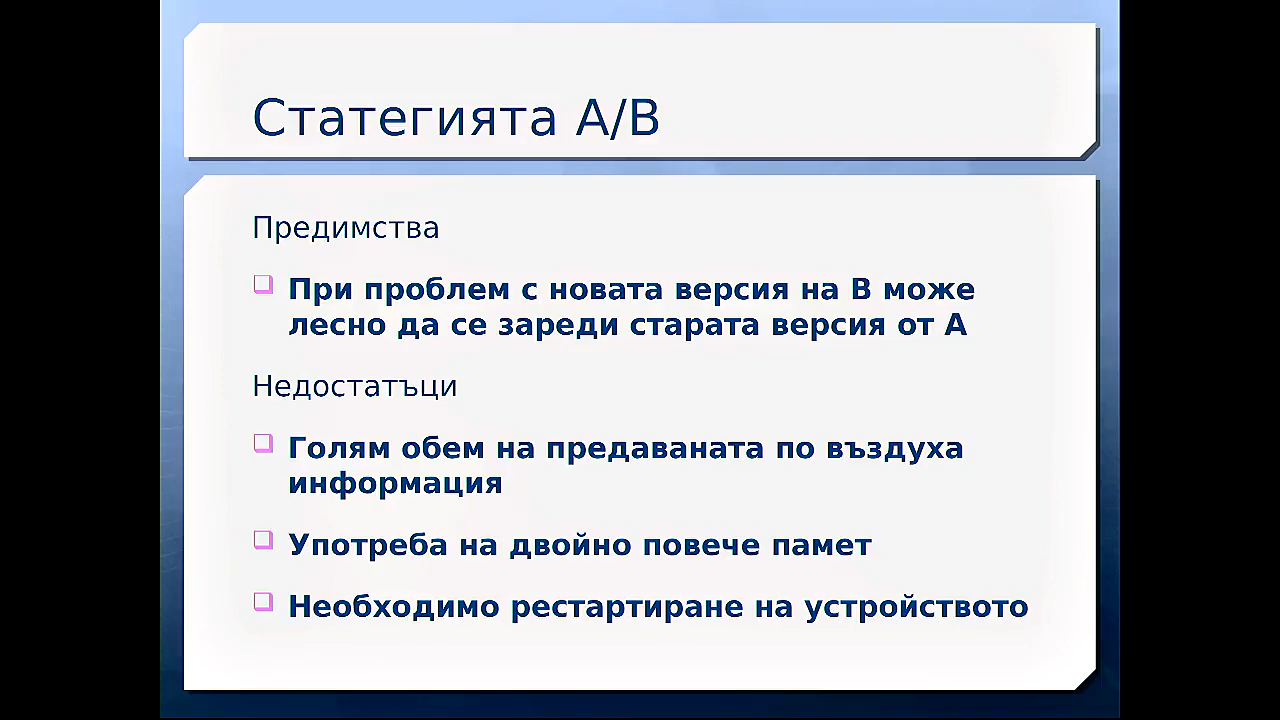 Статегията A/B
Предимства
При проблем с новата версия на B може
лесно да се зареди старата версия от A
Недостатъци
Голям обем на предаваната по въздуха
информация
Употреба на двойно повече памет
Необходимо рестартиране на устройството